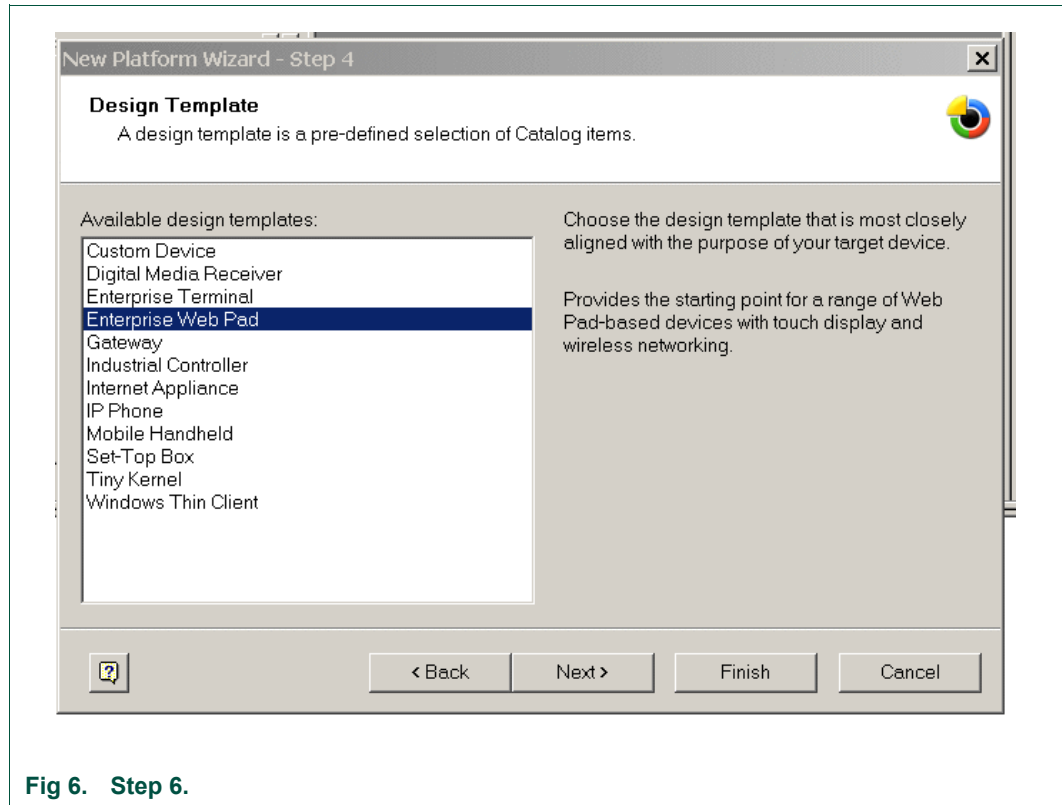 New Platform Wizard - Step 4
Design Template
A design template is a pre-defined selection of Catalog items.
Available design templates:
Custom Device
Digital Media Receiver
Enterprise Terminal
Enterprise Web Pad
Gateway
Industrial Controller
Internet Appliance
IP Phone
Mobile Handheld
Set-Top Box
Tiny Kernel
Windows Thin Client
Choose the design template that is most closely
aligned with the purpose of your target device.
Provides the starting point for a range of Web
Pad-based devices with touch display and
wireless networking.
< Back
Next >
Finish
Cancel
Fig 6. Step 6.